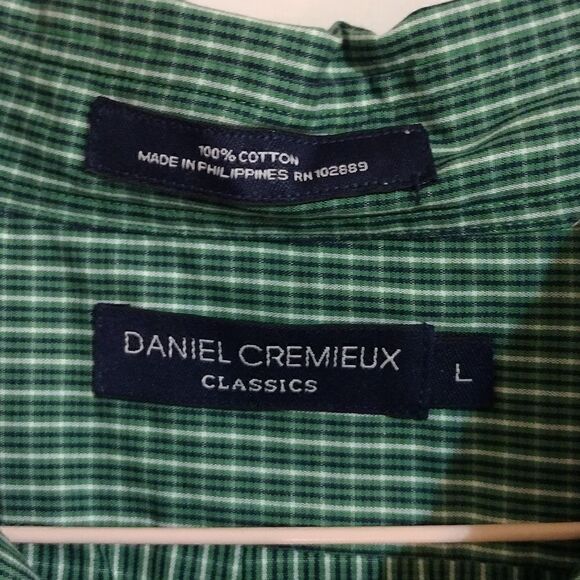 100% COTTON
MADE IN PHILIPPINES RN 102889
DANIEL CREMIEUX
CLASSICS
L